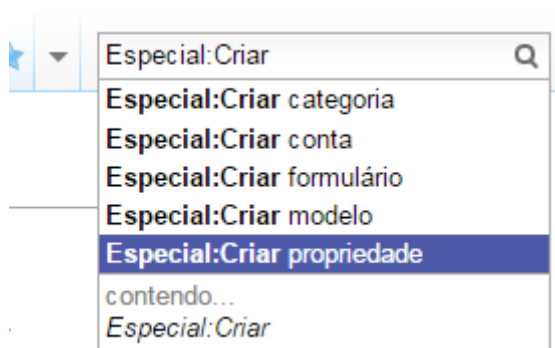 Especial:Criar
Especial:Criar categoria
Especial:Criar conta
Especial:Criar formulário
Especial:Criar modelo
Especial:Criar propriedade
contendo...
Especial:Criar